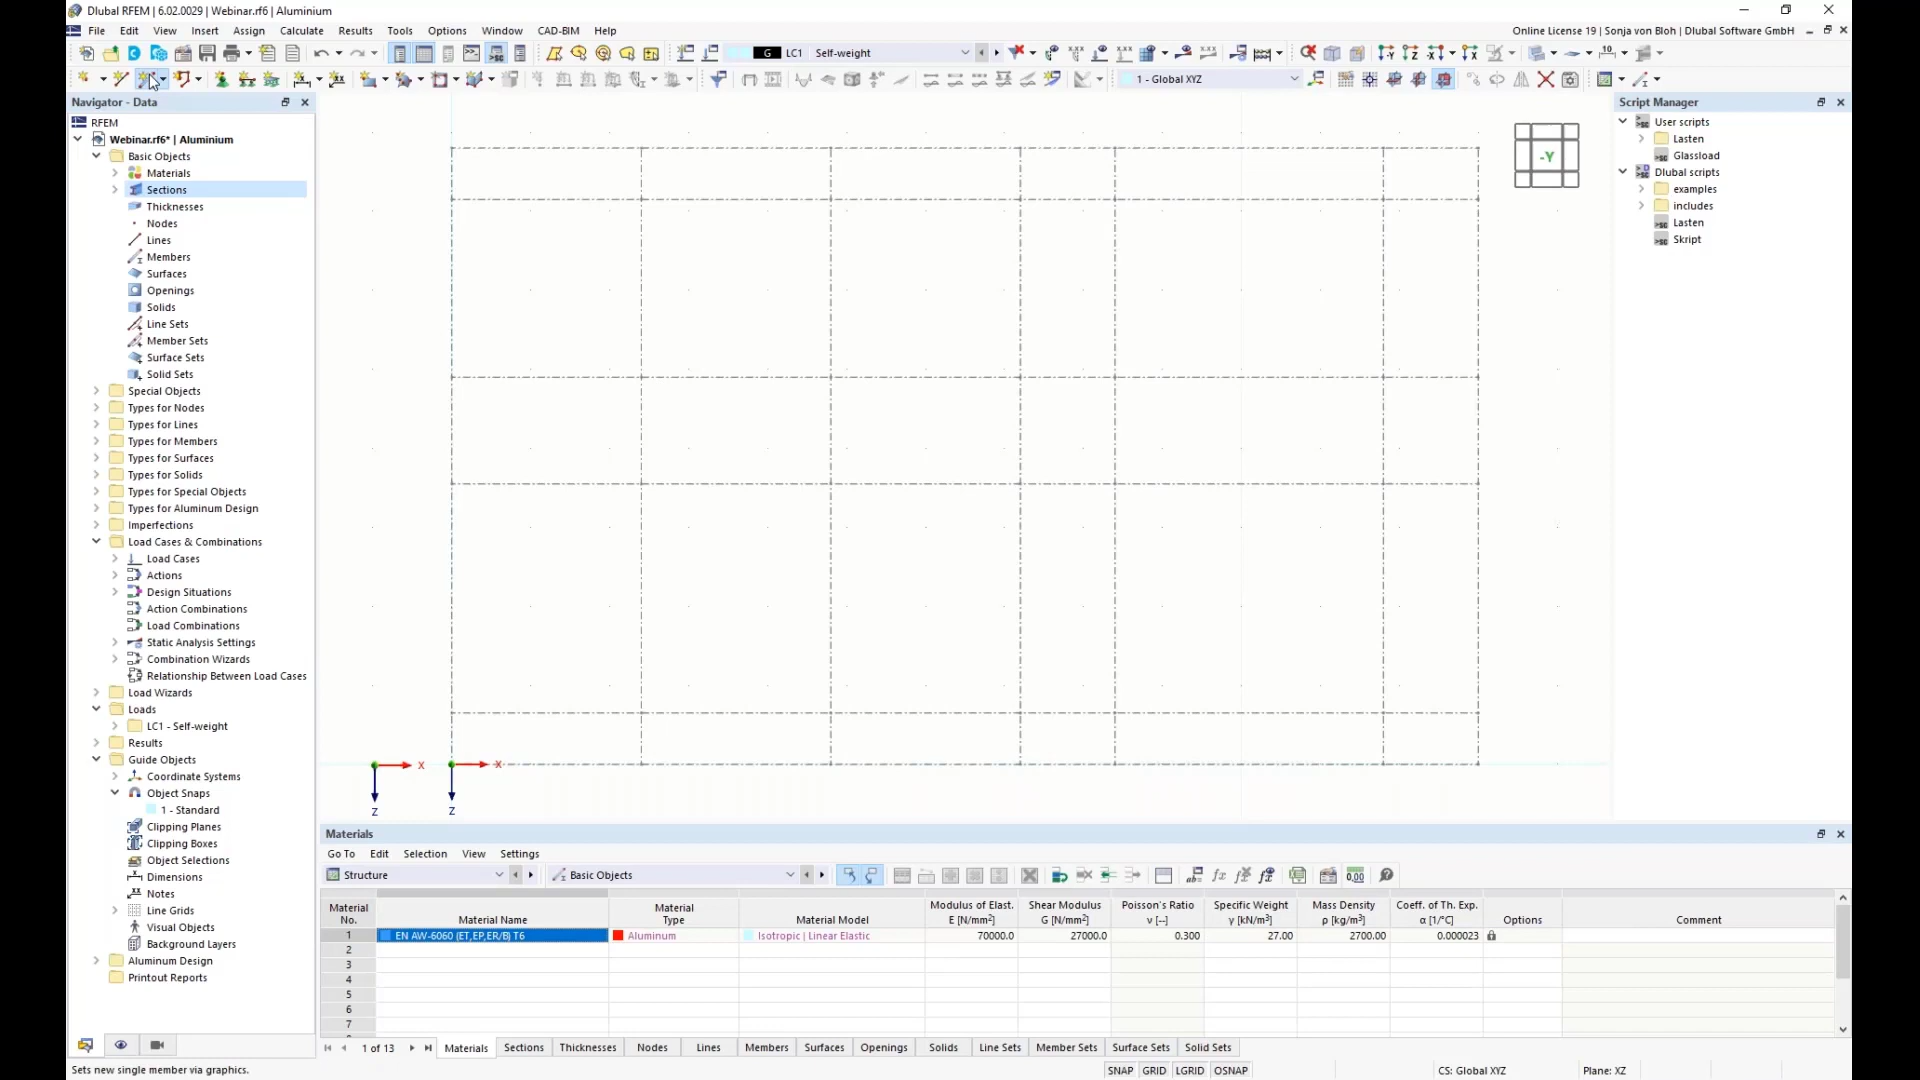 Dlubal RFEM | 6.02.0029 | Webinar.rf6 | Aluminium
File Edit View Insert Assign Calculate Results Tools Options Window CAD-BIM Help
Online License 19 | Sonja von Bloh | Dlubal Software GmbH
G LC1 Self-weight
1 - Global XYZ
Navigator - Data
RFEM
Webinar.rf6* | Aluminium
Basic Objects
Materials
Sections
Thicknesses
Nodes
Lines
Members
Surfaces
Openings
Solids
Line Sets
Member Sets
Surface Sets
Solid Sets
Special Objects
Types for Nodes
Types for Lines
Types for Members
Types for Surfaces
Types for Solids
Types for Special Objects
Types for Aluminum Design
Imperfections
Load Cases & Combinations
Load Cases
Actions
Design Situations
Action Combinations
Load Combinations
Static Analysis Settings
Combination Wizards
Relationship Between Load Cases
Load Wizards
Loads
LC1 - Self-weight
Results
Guide Objects
Coordinate Systems
Object Snaps
1 - Standard
Clipping Planes
Clipping Boxes
Object Selections
Dimensions
Notes
Line Grids
Visual Objects
Background Layers
Aluminum Design
Printout Reports
-Y
X X
Z Z
Script Manager
User scripts
Lasten
Glassload
Dlubal scripts
examples
includes
Lasten
Skript
Materials
Go To Edit Selection View Settings
Structure Basic Objects
Material No. Material Name Material Type Material Model Modulus of Elast. E [N/mm²] Shear Modulus G [N/mm²] Poisson's Ratio ν [--] Specific Weight γ [kN/m³] Mass Density ρ [kg/m³] Coeff. of Th. Exp. α [1/°C] Options Comment
1 EN AW-6060 (ET,EP,ER/B) T6 Aluminum Isotropic | Linear Elastic 70000.0 27000.0 0.300 27.00 2700.00 0.000023
2
3
4
5
6
7
1 of 13 Materials Sections Thicknesses Nodes Lines Members Surfaces Openings Solids Line Sets Member Sets Surface Sets Solid Sets
Sets new single member via graphics.
SNAP GRID LGRID OSNAP CS: Global XYZ Plane: XZ